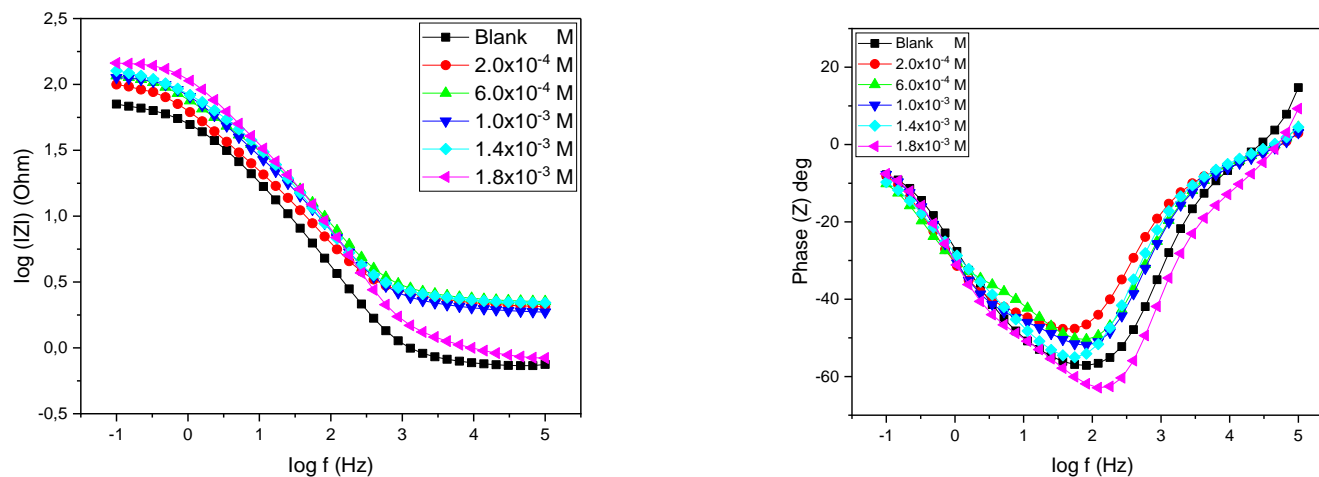 2,5
2,0
1,5
1,0
0,5
0,0
-0,5
-1 0 1 2 3 4 5
log (IZI) (Ohm)
log f (Hz)
Blank M
2.0x10⁻⁴ M
6.0x10⁻⁴ M
1.0x10⁻³ M
1.4x10⁻³ M
1.8x10⁻³ M
20
0
-20
-40
-60
-1 0 1 2 3 4 5
Phase (Z) deg
log f (Hz)
Blank M
2.0x10⁻⁴ M
6.0x10⁻⁴ M
1.0x10⁻³ M
1.4x10⁻³ M
1.8x10⁻³ M